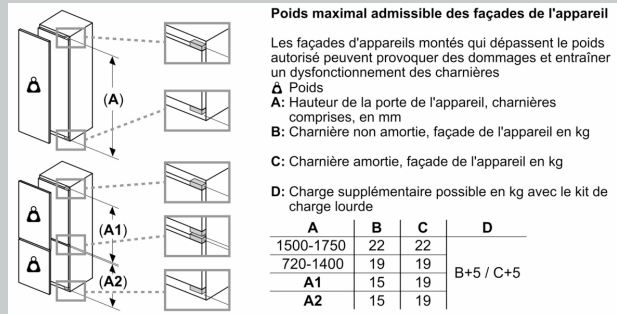 Poids maximal admissible des façades de l'appareil
Les façades d'appareils montés qui dépassent le poids
autorisé peuvent provoquer des dommages et entraîner
un dysfonctionnement des charnières
Poids
A: Hauteur de la porte de l'appareil, charnières
comprises, en mm
B: Charnière non amortie, façade de l'appareil en kg
C: Charnière amortie, façade de l'appareil en kg
D: Charge supplémentaire possible en kg avec le kit de
charge lourde
A B C D
1500-1750 22 22
720-1400 19 19
B+5 / C+5
A1 15 19
A2 15 19
(A)
(A1)
(A2)